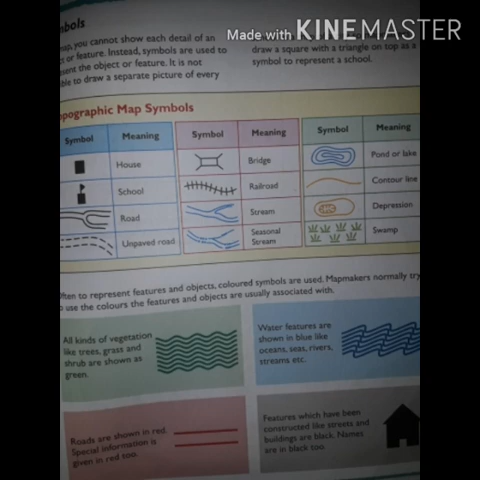 Made with KINEMASTER
mbols
map, you cannot show each detail of an
or feature. Instead, symbols are used to
sent the object or feature. It is not
ble to draw a separate picture of every
draw a square with a triangle on top as a
symbol to represent a school.
opographic Map Symbols
Symbol Meaning Symbol Meaning Symbol Meaning
House Bridge Pond or lake
School Railroad Contour line
Road Stream Depression
Unpaved road Seasonal Stream Swamp
ften to represent features and objects, coloured symbols are used. Mapmakers normally try
use the colours the features and objects are usually associated with.
All kinds of vegetation
like trees, grass and
thrub are shown as
green.
Water features are
shown in blue like
oceans, seas, rivers,
streams etc.
Roads are shown in red.
Special information is
given in red too.
Features which have been
constructed like streets and
buildings are black. Names
are in black too.